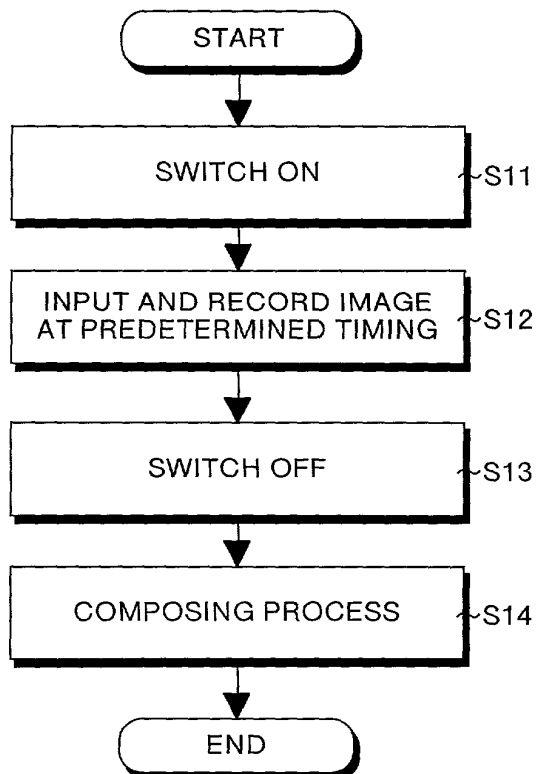 START
SWITCH ON
S11
INPUT AND RECORD IMAGE
AT PREDETERMINED TIMING
S12
SWITCH OFF
S13
COMPOSING PROCESS
S14
END